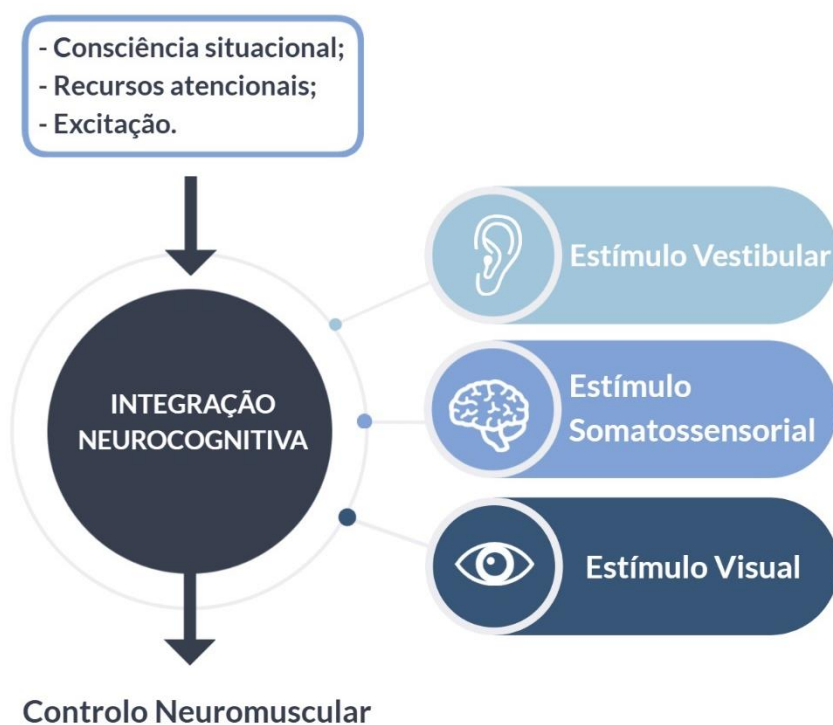 - Consciência situacional;
- Recursos atencionais;
- Excitação.
INTEGRAÇÃO
NEUROCOGNITIVA
Estímulo Vestibular
Estímulo
Somatossensorial
Estímulo Visual
Controlo Neuromuscular